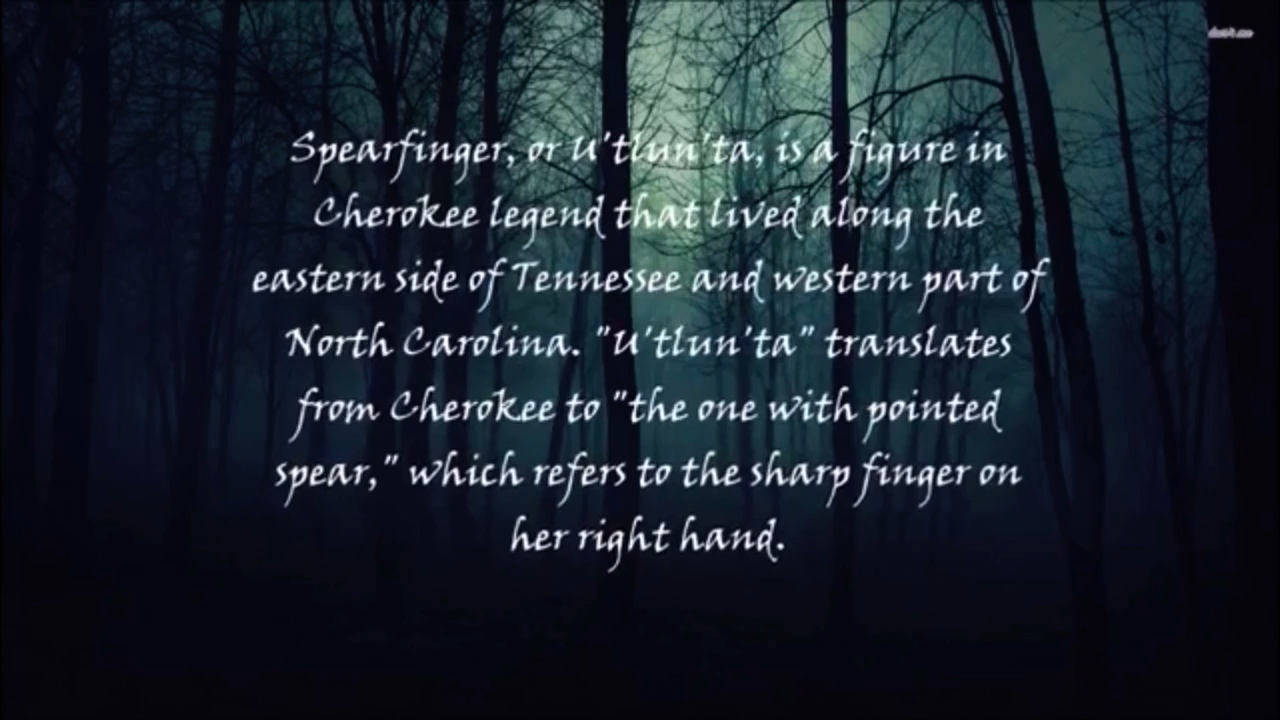 Spearfinger, or U'tlun'ta, is a figure in
Cherokee legend that lived along the
eastern side of Tennessee and western part of
North Carolina. "U'tlun'ta" translates
from Cherokee to "the one with pointed
spear," which refers to the sharp finger on
her right hand.